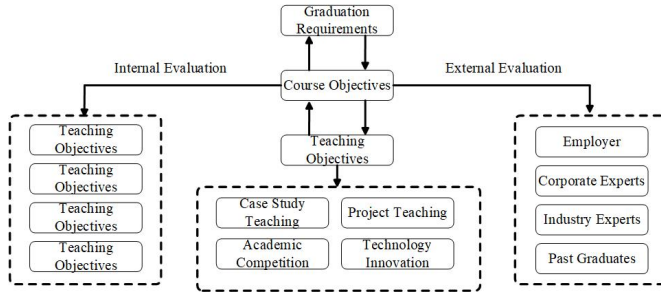 Graduation
Requirements
Internal Evaluation
External Evaluation
Course Objectives
Teaching
Objectives
Teaching
Objectives
Teaching
Objectives
Teaching
Objectives
Teaching
Objectives
Case Study
Teaching
Project Teaching
Academic
Competition
Technology
Innovation
Employer
Corporate Experts
Industry Experts
Past Graduates